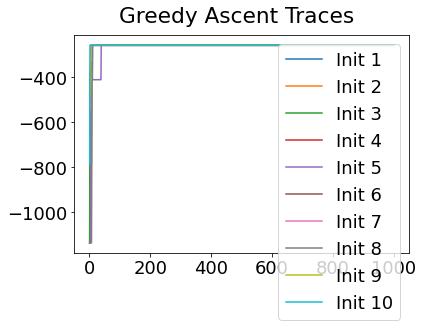 Greedy Ascent Traces
−400
−600
−800
−1000
0
200
400
600
800
1000
Init 1
Init 2
Init 3
Init 4
Init 5
Init 6
Init 7
Init 8
Init 9
Init 10